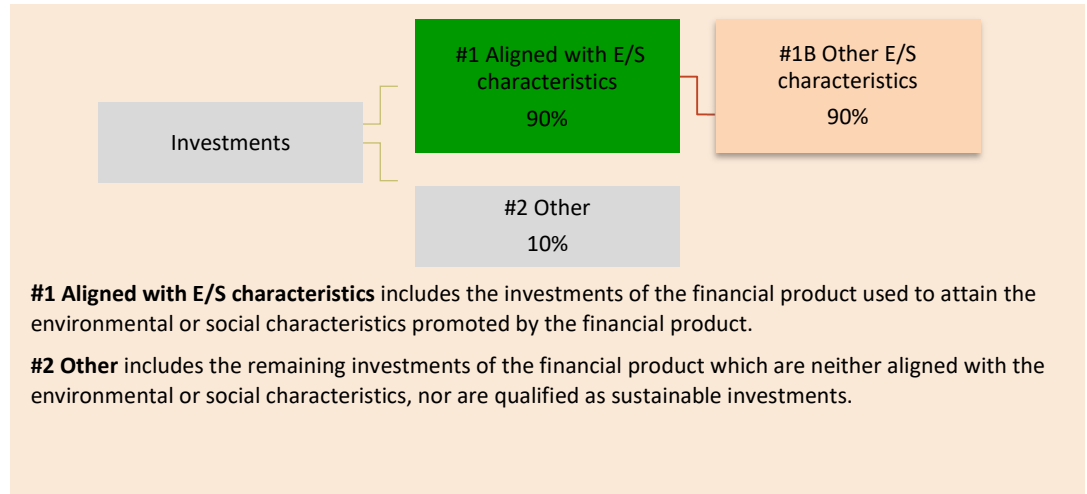 #1 Aligned with E/S
characteristics
90%
#1B Other E/S
characteristics
90%
Investments
#2 Other
10%
#1 Aligned with E/S characteristics includes the investments of the financial product used to attain the
environmental or social characteristics promoted by the financial product.
#2 Other includes the remaining investments of the financial product which are neither aligned with the
environmental or social characteristics, nor are qualified as sustainable investments.